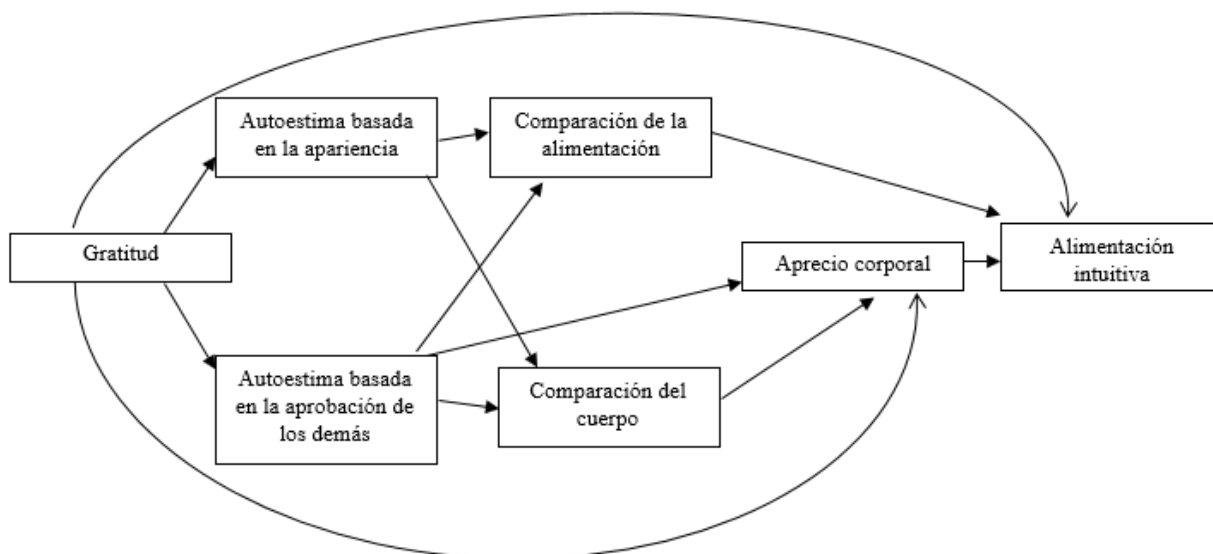 Autoestima basada
en la apariencia
Comparación de la
alimentación
Gratitud
Aprecio corporal
Alimentación
intuitiva
Autoestima basada
en la aprobación de
los demás
Comparación del
cuerpo